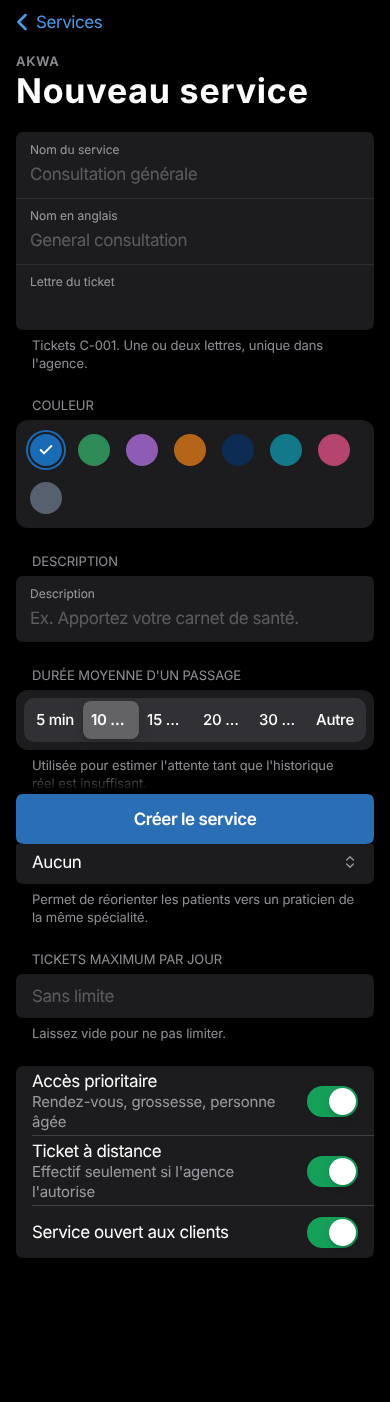 Services
AKWA
Nouveau service
Nom du service
Consultation générale
Nom en anglais
General consultation
Lettre du ticket
Tickets C-001. Une ou deux lettres, unique dans
l'agence.
COULEUR
DESCRIPTION
Description
Ex. Apportez votre carnet de santé.
DURÉE MOYENNE D'UN PASSAGE
5 min 10 ... 15 ... 20 ... 30 ... Autre
Utilisée pour estimer l'attente tant que l'historique
réel est insuffisant.
Créer le service
Aucun
Permet de réorienter les patients vers un praticien de
la même spécialité.
TICKETS MAXIMUM PAR JOUR
Sans limite
Laissez vide pour ne pas limiter.
Accès prioritaire
Rendez-vous, grossesse, personne
âgée
Ticket à distance
Effectif seulement si l'agence
l'autorise
Service ouvert aux clients